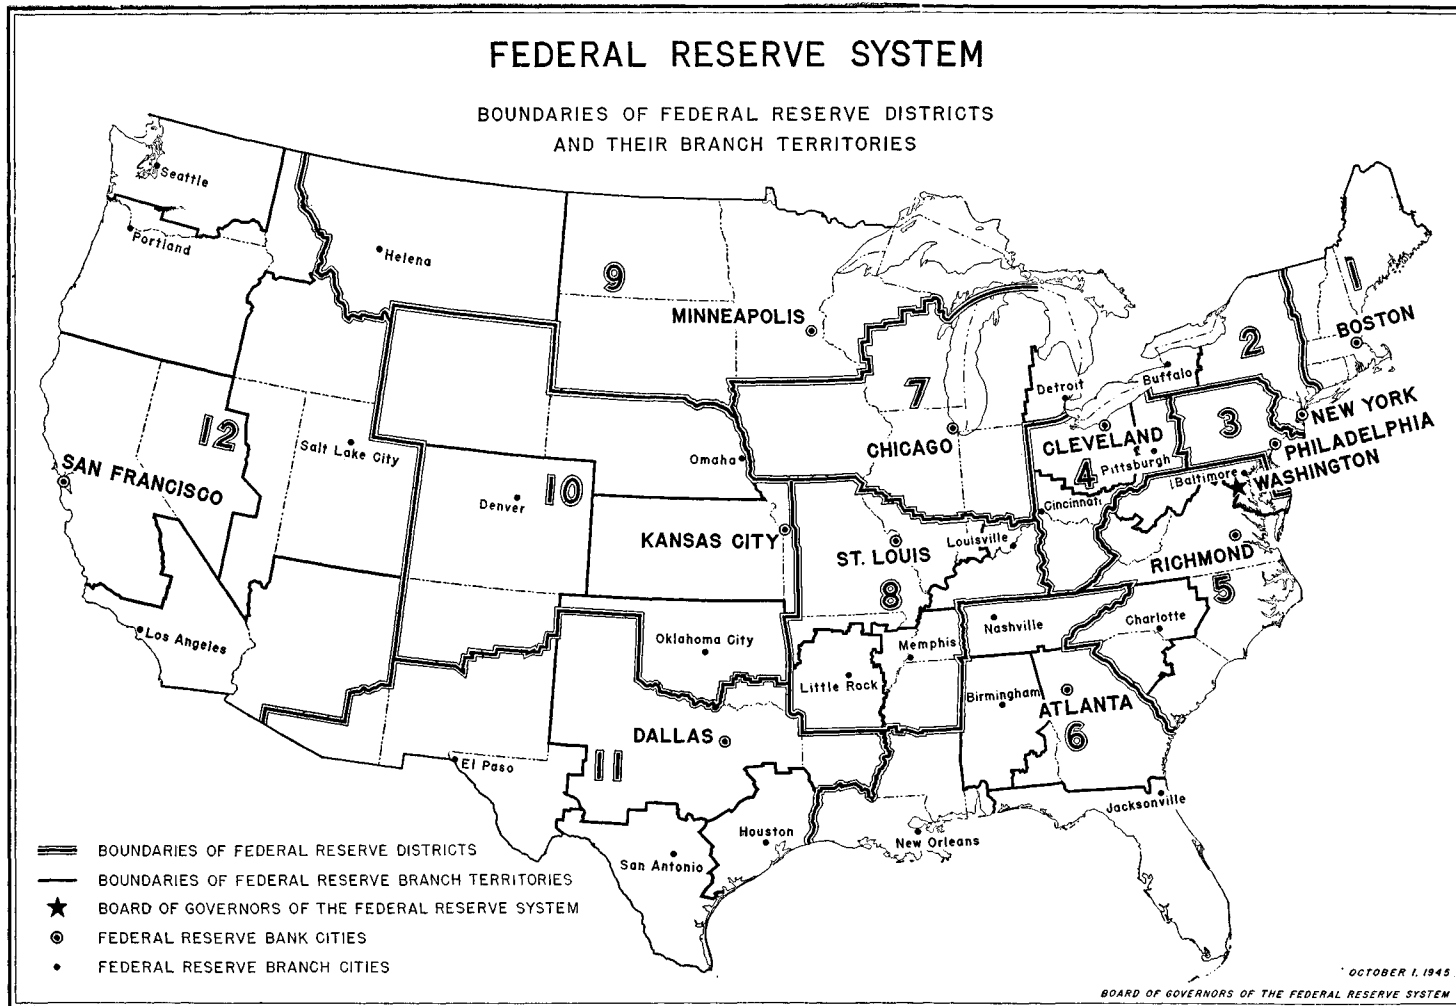 FEDERAL RESERVE SYSTEM
BOUNDARIES OF FEDERAL RESERVE DISTRICTS
AND THEIR BRANCH TERRITORIES
Seattle
Portland
Helena
9
MINNEAPOLIS
1
BOSTON
2
Buffalo
Detroit
7
CHICAGO
CLEVELAND
4
Pittsburgh
3
NEW YORK
PHILADELPHIA
WASHINGTON
Baltimore
12
SAN FRANCISCO
Salt Lake City
Omaha
Denver
10
KANSAS CITY
ST. LOUIS
8
Louisville
Cincinnati
RICHMOND
5
Los Angeles
Oklahoma City
Memphis
Nashville
Charlotte
Little Rock
Birmingham
ATLANTA
6
DALLAS
11
El Paso
Houston
San Antonio
New Orleans
Jacksonville
BOUNDARIES OF FEDERAL RESERVE DISTRICTS
BOUNDARIES OF FEDERAL RESERVE BRANCH TERRITORIES
BOARD OF GOVERNORS OF THE FEDERAL RESERVE SYSTEM
FEDERAL RESERVE BANK CITIES
FEDERAL RESERVE BRANCH CITIES
OCTOBER 1, 1945
BOARD OF GOVERNORS OF THE FEDERAL RESERVE SYSTEM